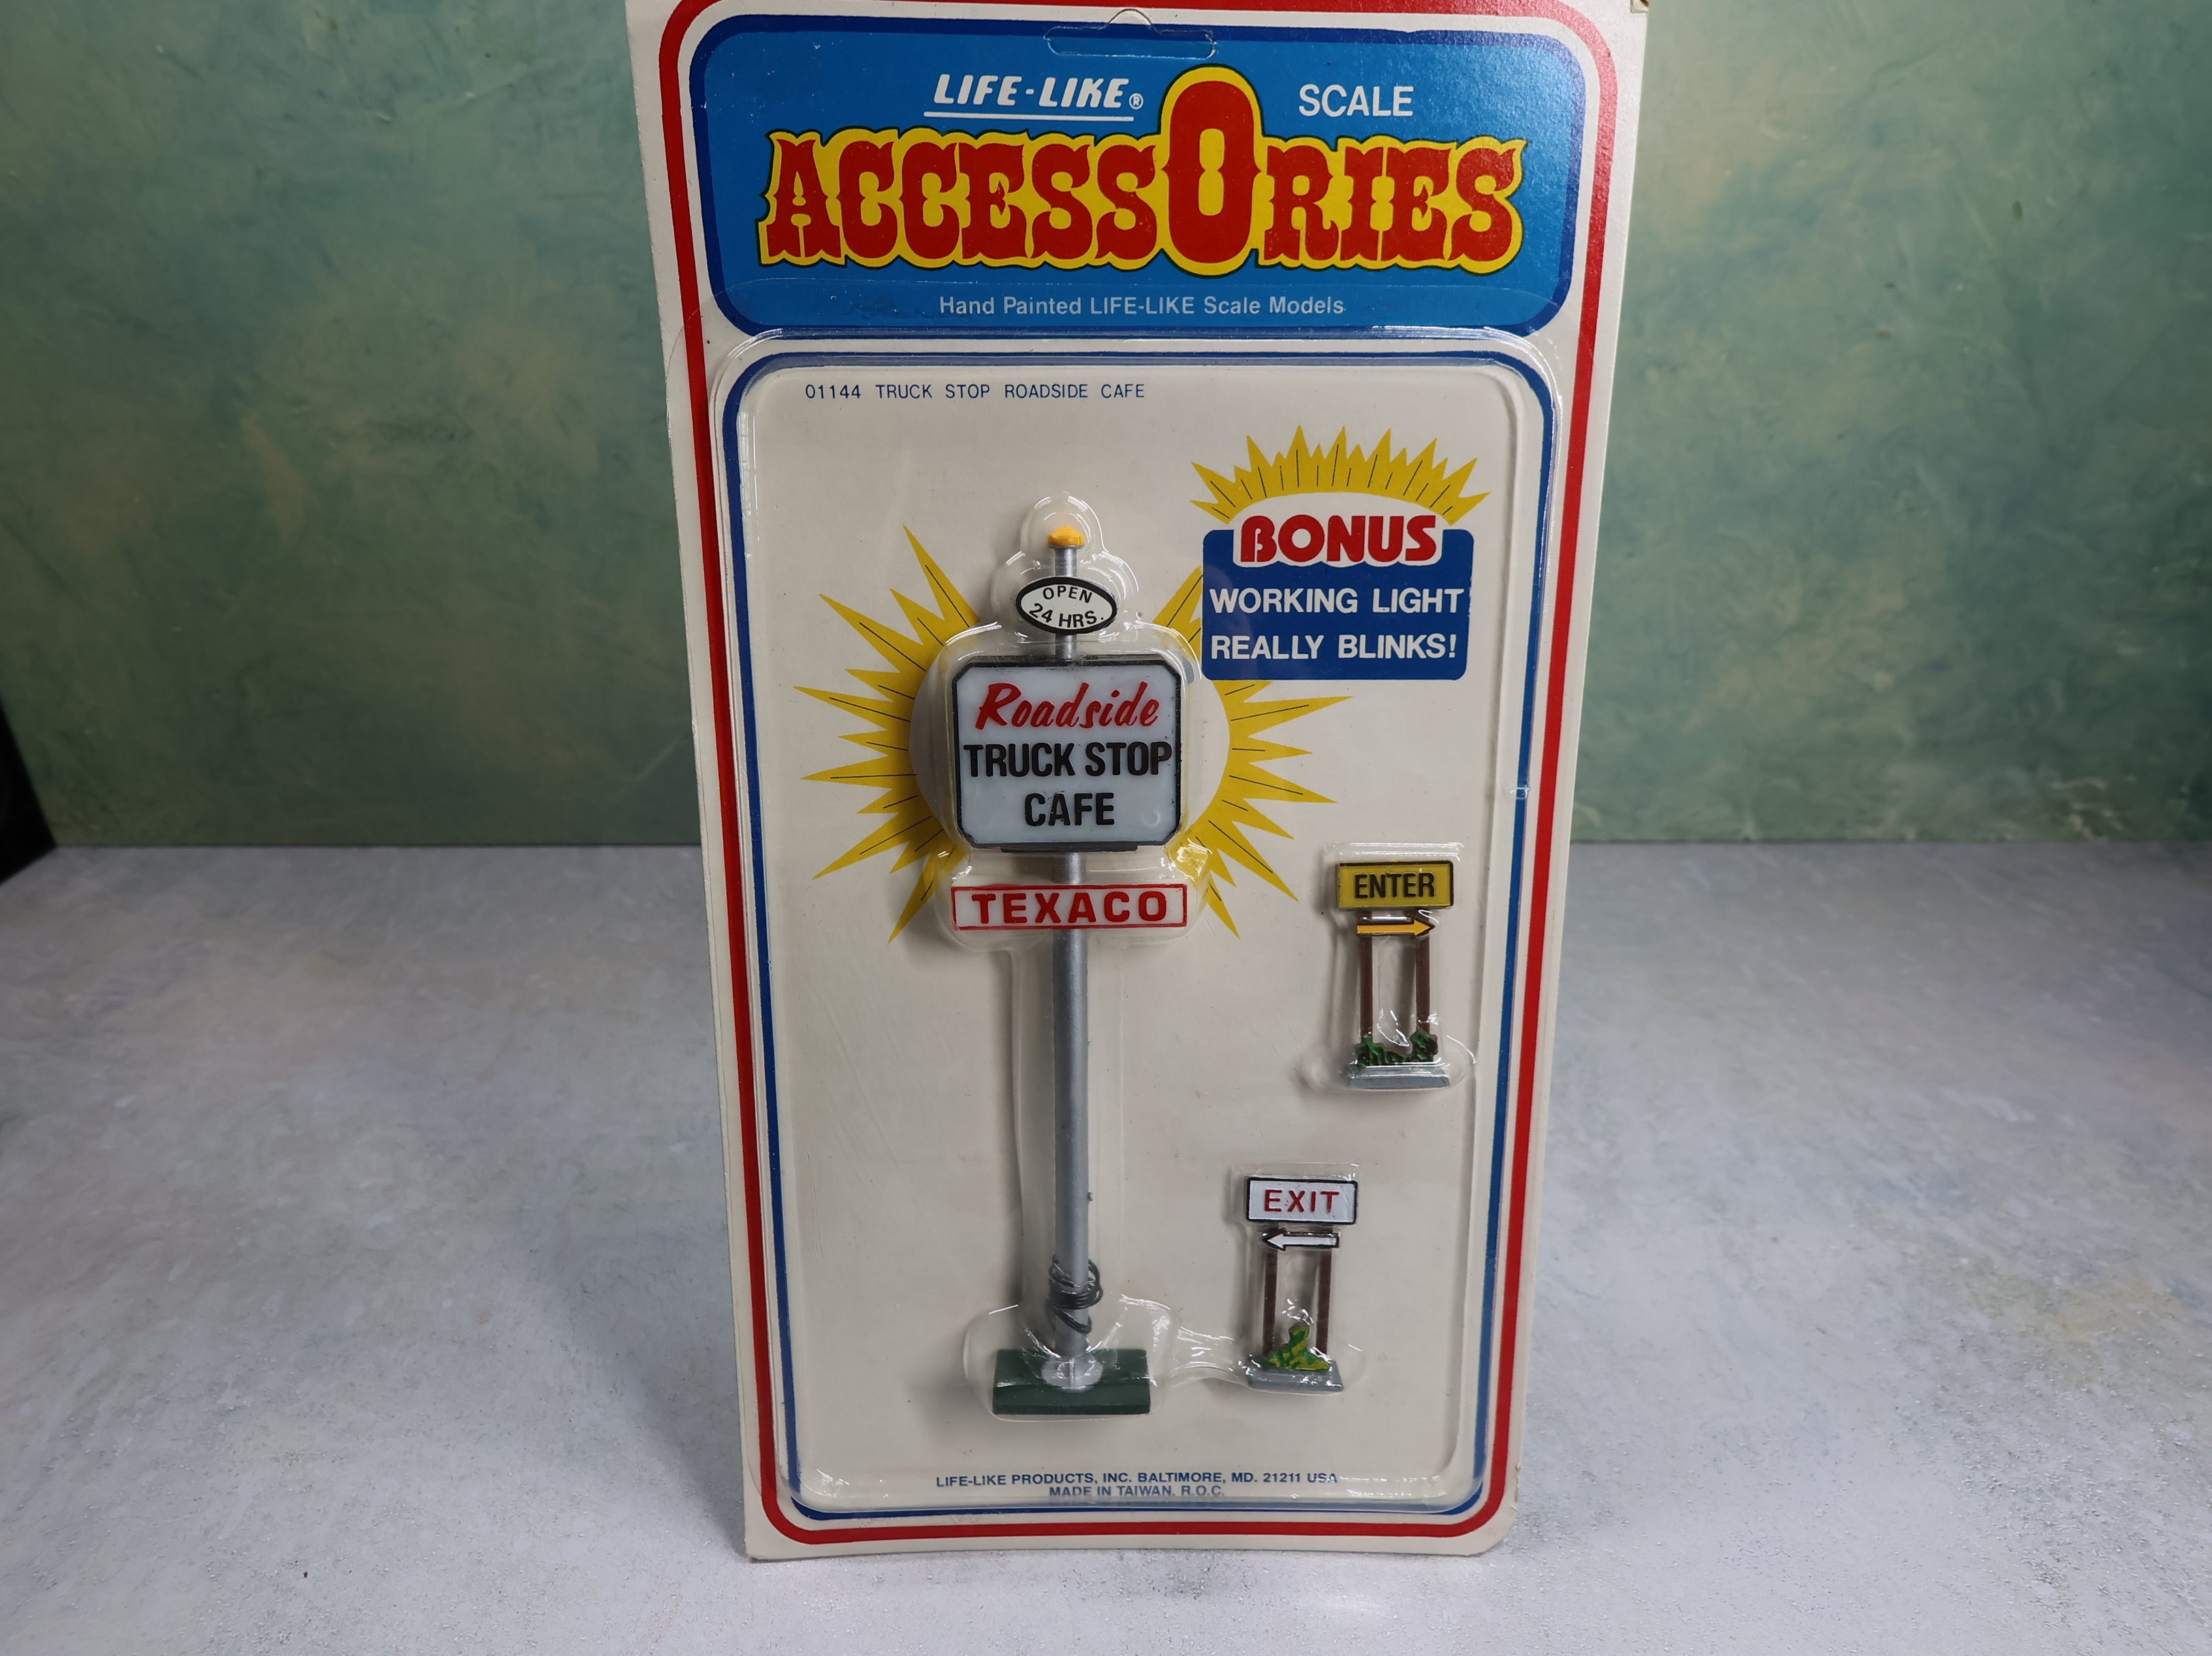 LIFE-LIKE® SCALE
ACCESSORIES
Hand Painted LIFE-LIKE Scale Models
01144 TRUCK STOP ROADSIDE CAFE
BONUS
WORKING LIGHT
REALLY BLINKS!
OPEN
24 HRS.
Roadside
TRUCK STOP
CAFE
TEXACO
ENTER
EXIT
LIFE-LIKE PRODUCTS, INC. BALTIMORE, MD. 21211 USA
MADE IN TAIWAN, R.O.C.